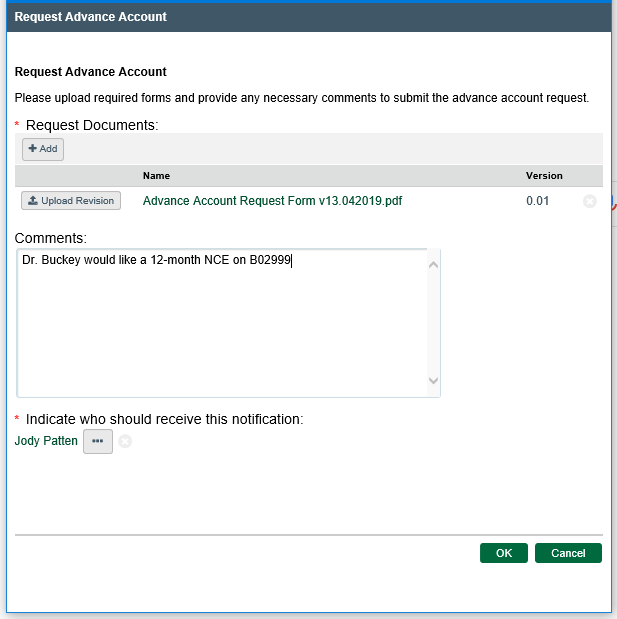 Request Advance Account
Request Advance Account
Please upload required forms and provide any necessary comments to submit the advance account request.
* Request Documents:
+ Add
Name Version
Upload Revision Advance Account Request Form v13.042019.pdf 0.01
Comments:
Dr. Buckey would like a 12-month NCE on B02999
* Indicate who should receive this notification:
Jody Patten ...
OK Cancel